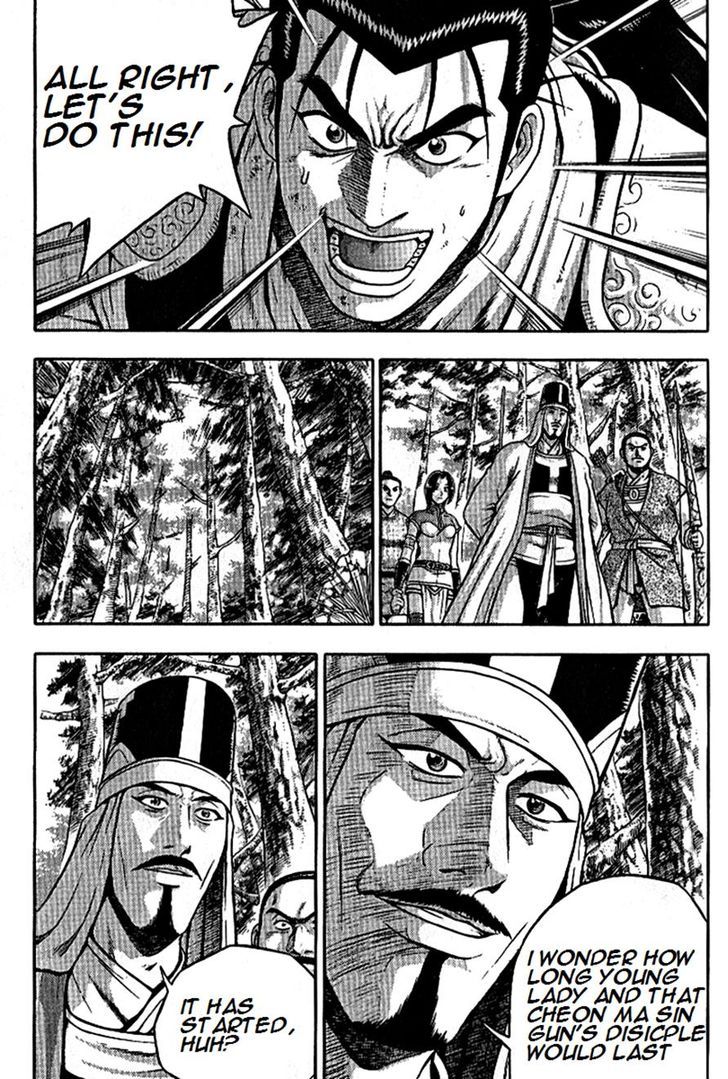 ALL RIGHT,
LET'S
DO THIS!
IT HAS
STARTED,
HUH?
I WONDER HOW
LONG YOUNG
LADY AND THAT
CHEON MA SIN
GUN'S DISICPLE
WOULD LAST